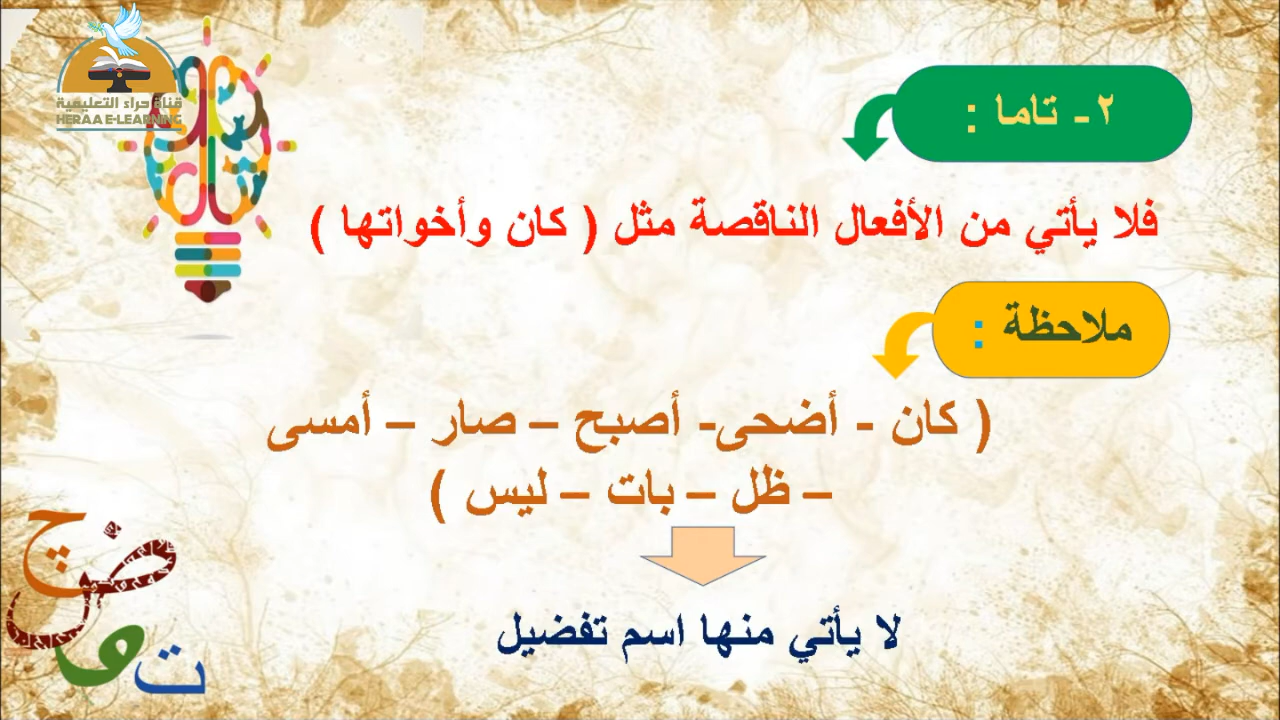 قناة حراء التعليمية
HERAA E-LEARNING
٢- تاما :
فلا يأتي من الأفعال الناقصة مثل ( كان وأخواتها )
ملاحظة :
( كان - أضحى- أصبح – صار – أمسى
– ظل – بات – ليس )
لا يأتي منها اسم تفضيل
ج
ض
و
ت